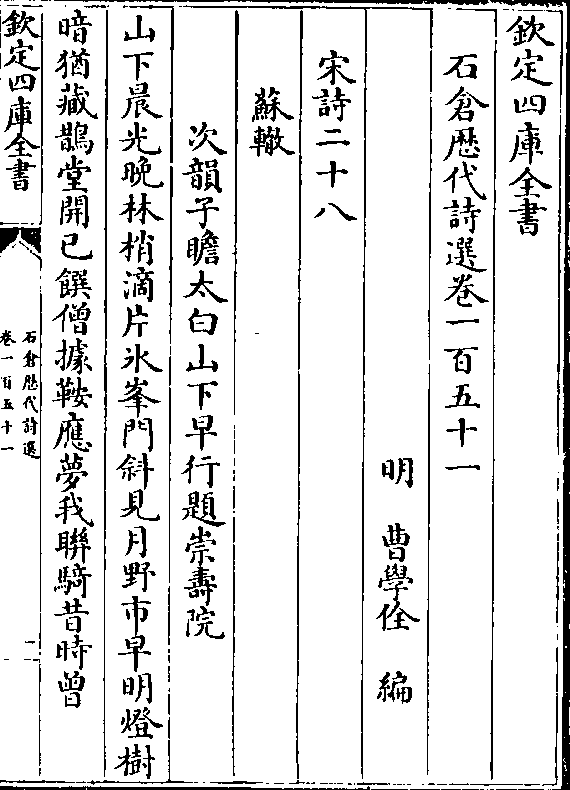 欽定四庫全書
石倉歷代詩選卷一百五十一
明 曹學佺 編
宋詩二十八
蘇轍
次韻子瞻太白山下早行題崇壽院
山下晨光晚林梢滴片氷峯門斜見月野市早明燈樹
暗猶藏鵲堂開已饌僧據鞍應夢我聨騎昔時曽
欽定四庫全書
石倉歷代詩選
卷一百五十一
一